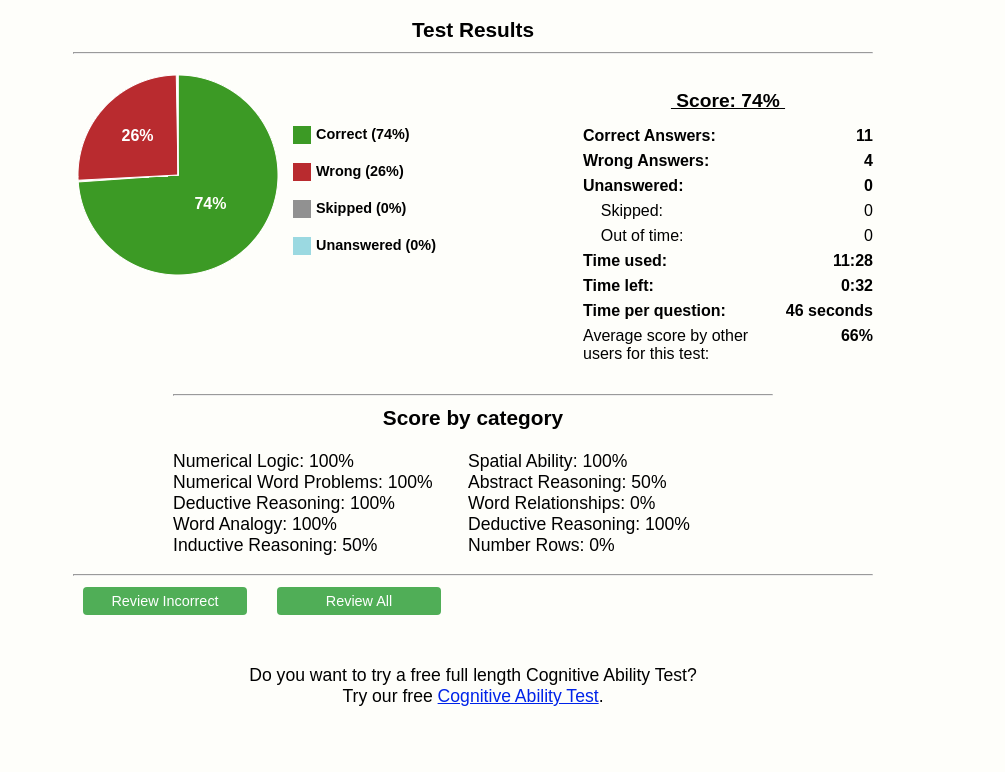 Test Results
26%
74%
Correct (74%)
Wrong (26%)
Skipped (0%)
Unanswered (0%)
Score: 74%
Correct Answers: 11
Wrong Answers: 4
Unanswered: 0
Skipped: 0
Out of time: 0
Time used: 11:28
Time left: 0:32
Time per question: 46 seconds
Average score by other 66%
users for this test:
Score by category
Numerical Logic: 100%
Numerical Word Problems: 100%
Deductive Reasoning: 100%
Word Analogy: 100%
Inductive Reasoning: 50%
Spatial Ability: 100%
Abstract Reasoning: 50%
Word Relationships: 0%
Deductive Reasoning: 100%
Number Rows: 0%
Review Incorrect
Review All
Do you want to try a free full length Cognitive Ability Test?
Try our free Cognitive Ability Test.